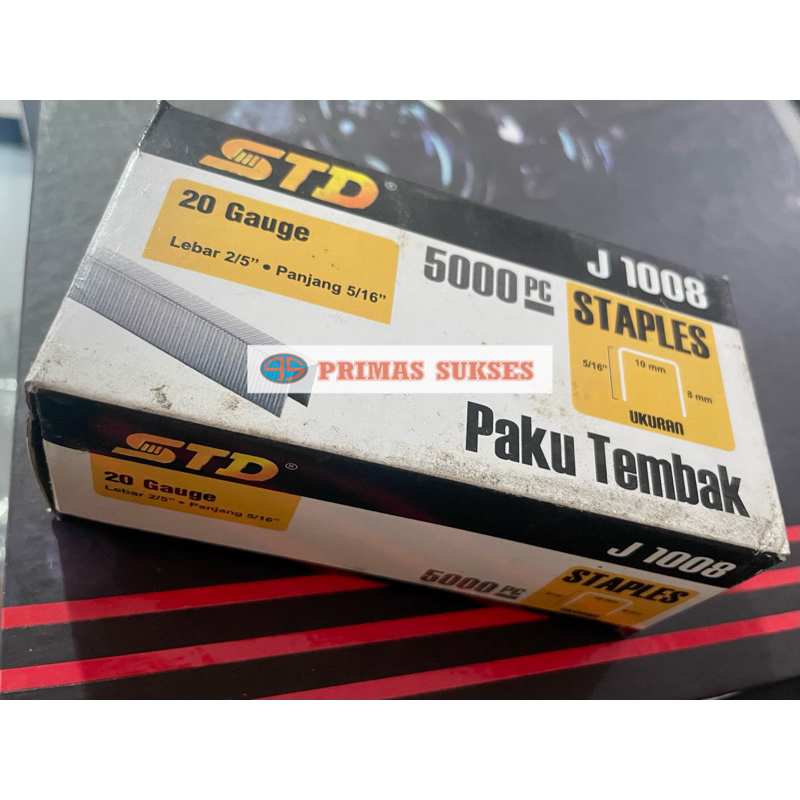 STD®
20 Gauge
Lebar 2/5" • Panjang 5/16"
5000 PC
J 1008
STAPLES
5/16"
10 mm
8 mm
UKURAN
PRIMAS SUKSES
Paku Tembak
STD®
20 Gauge
Lebar 2/5" • Panjang 5/16"
5000 PC
J 1008
STAPLES